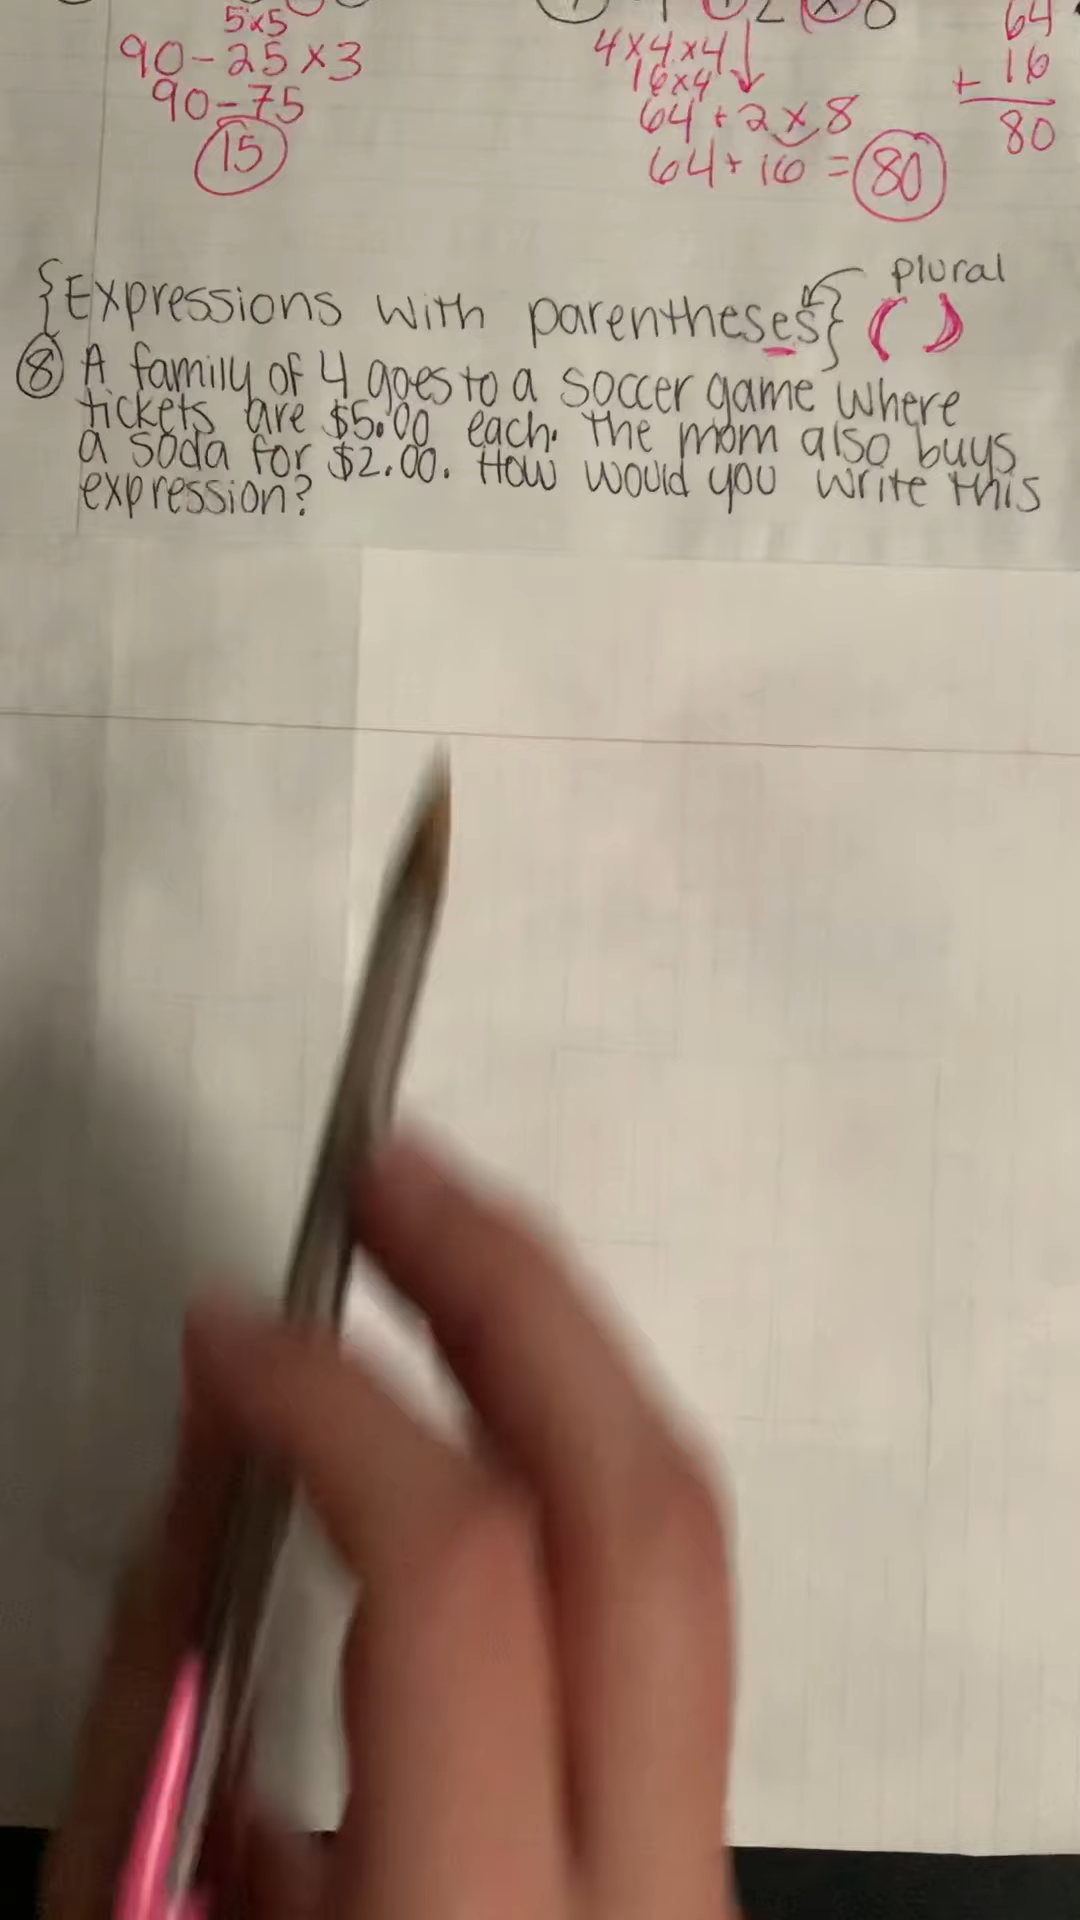 5x5
90-25x3
90-75
15
4x4x4
16x4
64+2x8
64+16=80
64
+16
80
plural
{Expressions with parentheses} ( )
8 A family of 4 goes to a soccer game where
tickets are $5.00 each. The mom also buys
a soda for $2.00. How would you write this
expression?